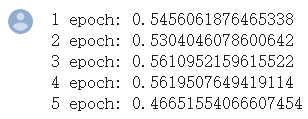 1 epoch: 0.5456061876465338
2 epoch: 0.5304046078600642
3 epoch: 0.5610952159615522
4 epoch: 0.5619507649419114
5 epoch: 0.46651554066607454